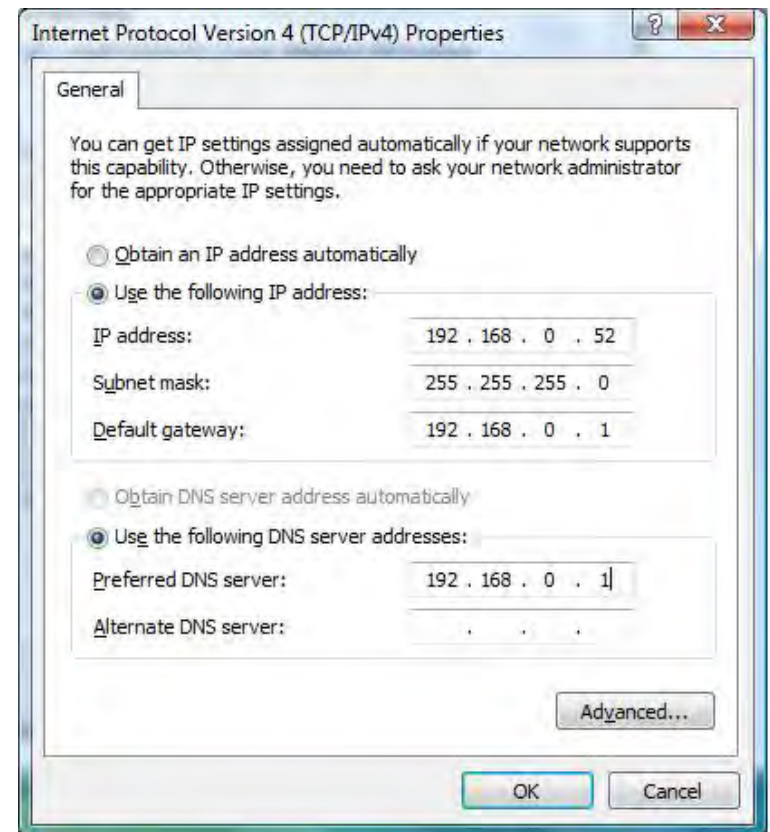 Internet Protocol Version 4 (TCP/IPv4) Properties
General
You can get IP settings assigned automatically if your network supports
this capability. Otherwise, you need to ask your network administrator
for the appropriate IP settings.
Obtain an IP address automatically
Use the following IP address:
IP address: 192 . 168 . 0 . 52
Subnet mask: 255 . 255 . 255 . 0
Default gateway: 192 . 168 . 0 . 1
Obtain DNS server address automatically
Use the following DNS server addresses:
Preferred DNS server: 192 . 168 . 0 . 1
Alternate DNS server: . . .
Advanced...
OK Cancel